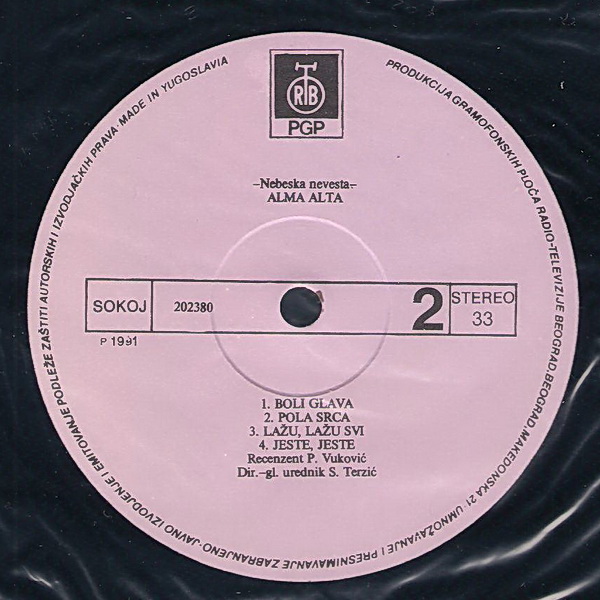 RTB
PGP
PRODUKCIJA GRAMOFONSKIH PLOČA RADIO-TELEVIZIJE BEOGRAD, BEOGRAD, MAKEDONSKA 21 · UMNOŽAVANJE I PRESNIMAVANJE ZABRANJENO · JAVNO IZVODJENJE I EMITOVANJE PODLEŽE ZAŠTITI AUTORSKIH I IZVODJAČKIH PRAVA · MADE IN YUGOSLAVIA
-Nebeska nevesta-
ALMA ALTA
SOKOJ 202380 2 STEREO 33
P 1991
1. BOLI GLAVA
2. POLA SRCA
3. LAŽU, LAŽU SVI
4. JESTE, JESTE
Recenzent P. Vuković
Dir.-gl. urednik S. Terzić